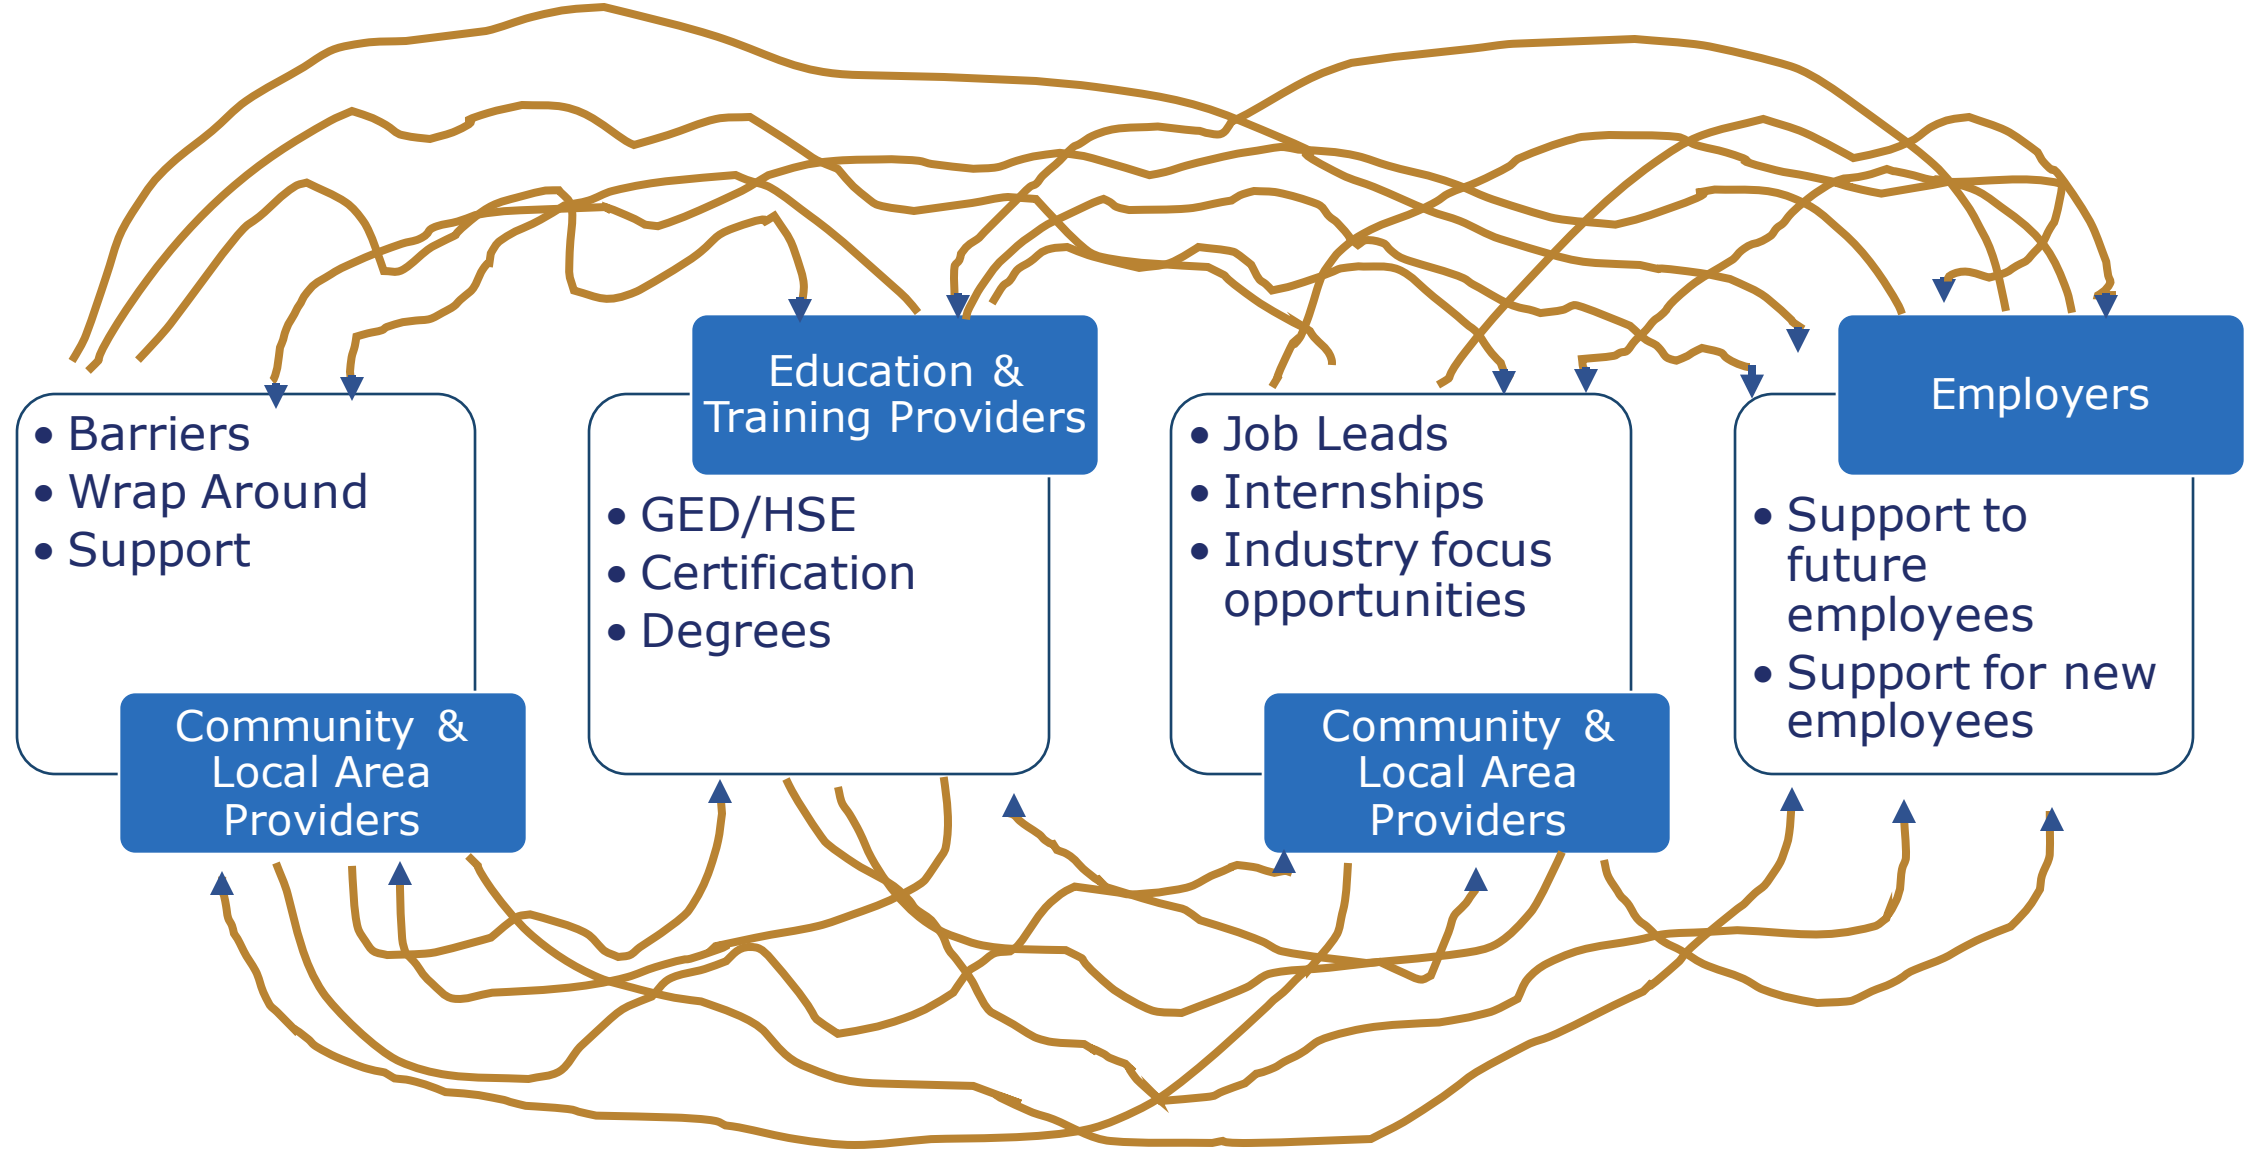 • Barriers
• Wrap Around
• Support
Community &
Local Area
Providers
Education &
Training Providers
• GED/HSE
• Certification
• Degrees
• Job Leads
• Internships
• Industry focus
opportunities
Community &
Local Area
Providers
Employers
• Support to
future
employees
• Support for new
employees